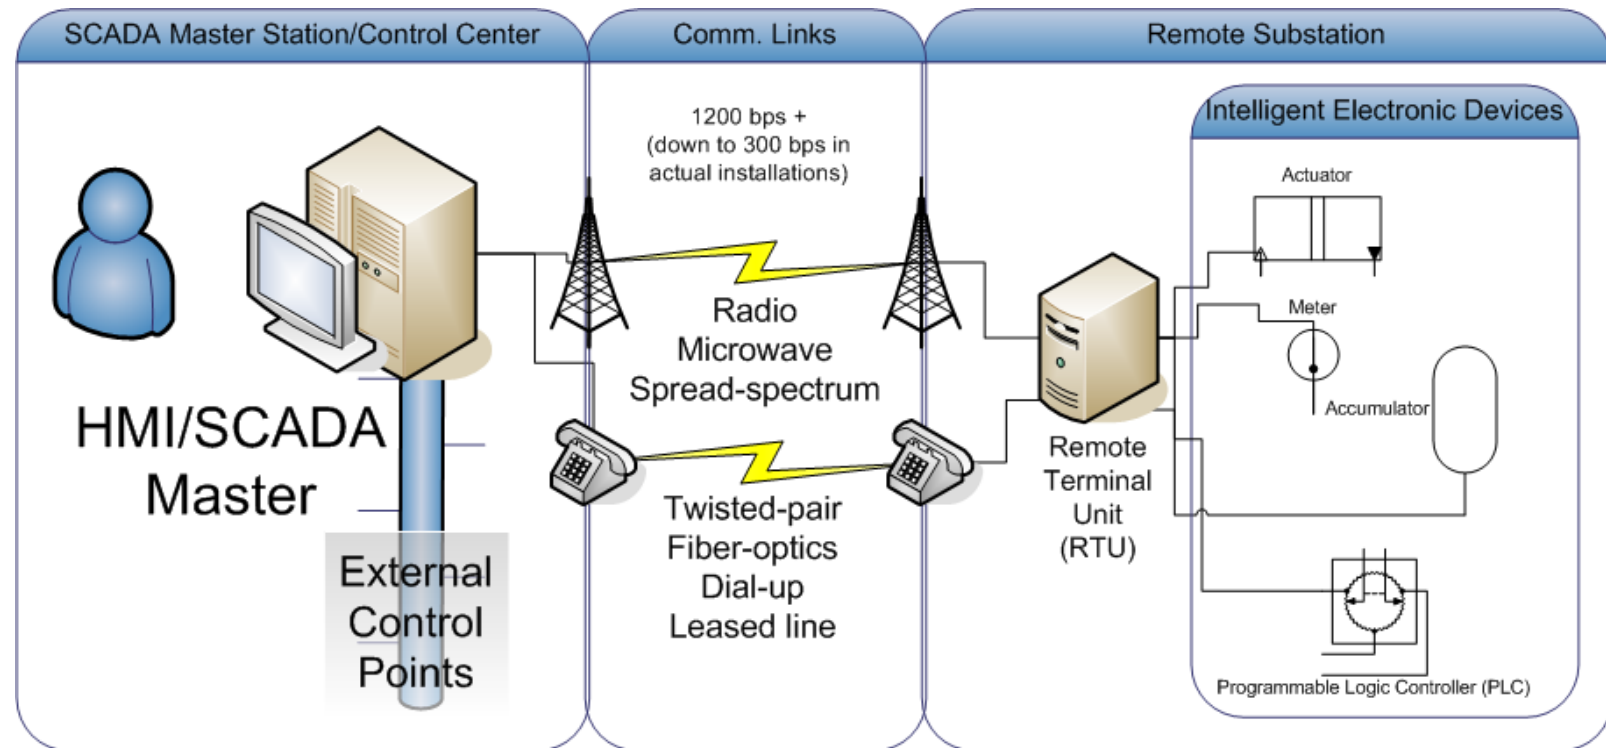 SCADA Master Station/Control Center
Comm. Links
Remote Substation
1200 bps +
(down to 300 bps in
actual installations)
Intelligent Electronic Devices
Actuator
Meter
Accumulator
Radio
Microwave
Spread-spectrum
HMI/SCADA
Master
Remote
Terminal
Unit
(RTU)
Twisted-pair
Fiber-optics
Dial-up
Leased line
External
Control
Points
Programmable Logic Controller (PLC)